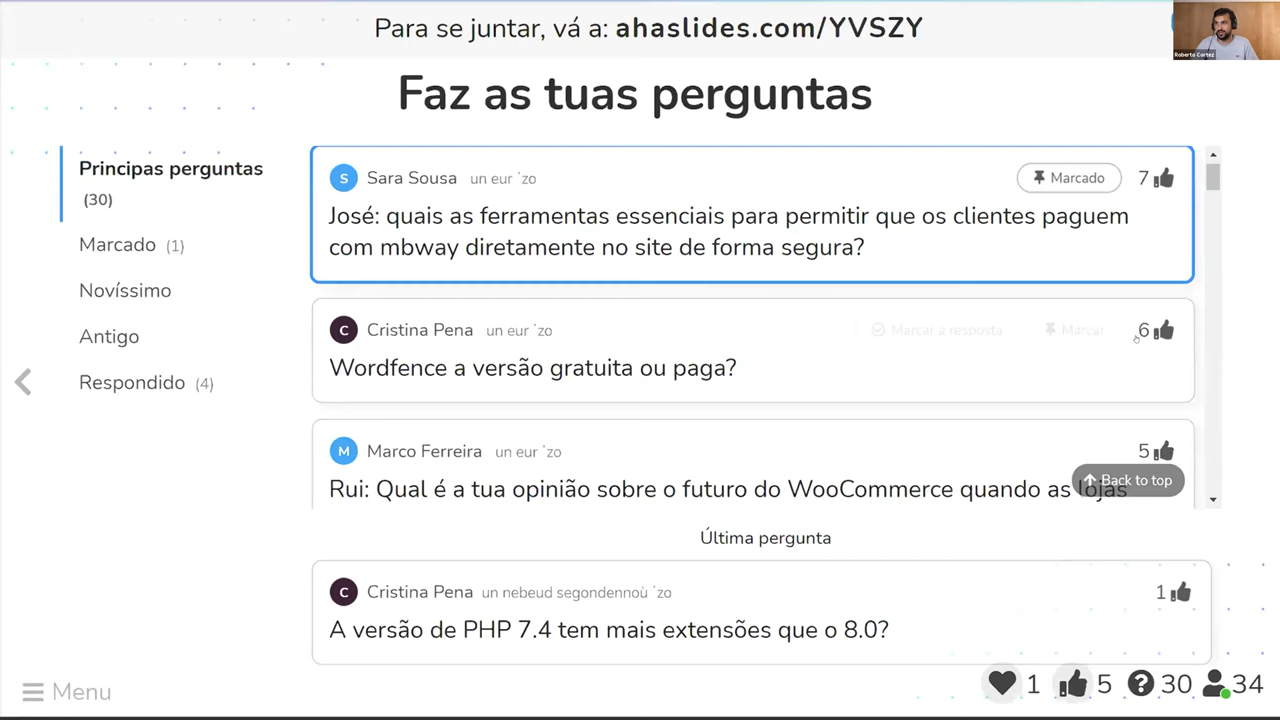 Para se juntar, vá a: ahaslides.com/YVSZY
Roberto Cortez
Faz as tuas perguntas
Principas perguntas
(30)
Marcado (1)
Novíssimo
Antigo
Respondido (4)
S Sara Sousa un eur ʼzo Marcado 7
José: quais as ferramentas essenciais para permitir que os clientes paguem
com mbway diretamente no site de forma segura?
C Cristina Pena un eur ʼzo Marcar a resposta Marcar 6
Wordfence a versão gratuita ou paga?
M Marco Ferreira un eur ʼzo 5
Rui: Qual é a tua opinião sobre o futuro do WooCommerce quando as lojas
Back to top
Última pergunta
C Cristina Pena un nebeud segondennoù ʼzo 1
A versão de PHP 7.4 tem mais extensões que o 8.0?
Menu
1 5 30 34